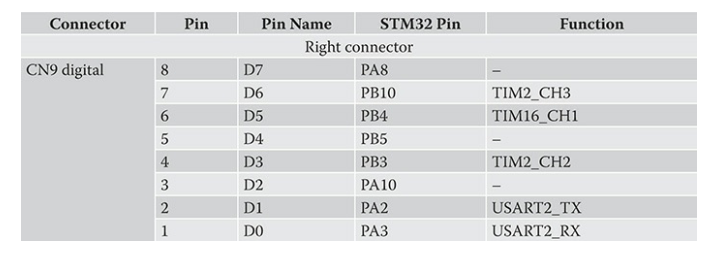 Connector Pin Pin Name STM32 Pin Function
Right connector
CN9 digital 8 D7 PA8 –
7 D6 PB10 TIM2_CH3
6 D5 PB4 TIM16_CH1
5 D4 PB5 –
4 D3 PB3 TIM2_CH2
3 D2 PA10 –
2 D1 PA2 USART2_TX
1 D0 PA3 USART2_RX